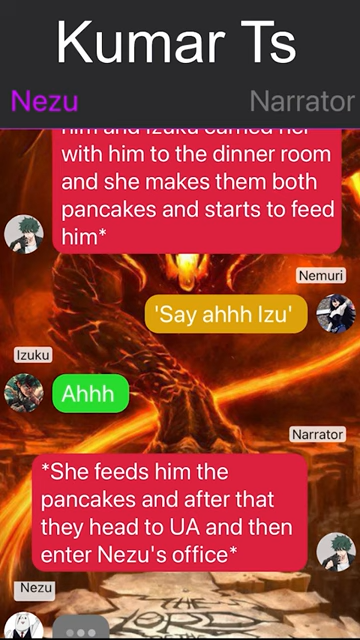 Kumar Ts
Nezu
Narrator
him and Izuku carried her
with him to the dinner room
and she makes them both
pancakes and starts to feed
him*
Nemuri
'Say ahhh Izu'
Izuku
Ahhh
Narrator
*She feeds him the
pancakes and after that
they head to UA and then
enter Nezu's office*
Nezu
THE
LORD